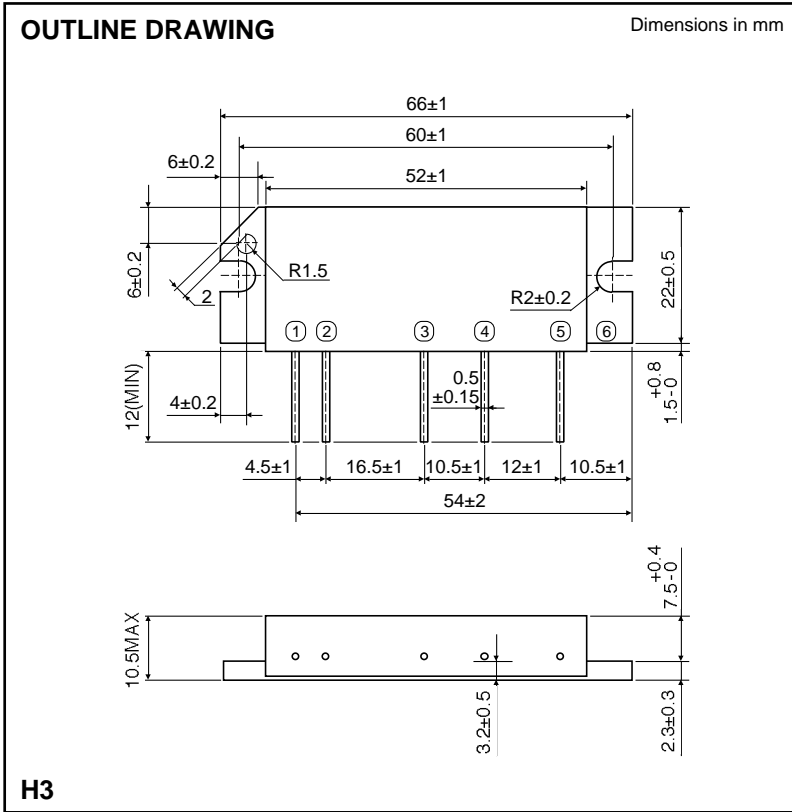 OUTLINE DRAWING
Dimensions in mm
66±1
60±1
6±0.2
52±1
6±0.2
2
R1.5
R2±0.2
22±0.5
1 2 3 4 5 6
12(MIN)
4±0.2
0.5
±0.15
+0.8
1.5-0
4.5±1 16.5±1 10.5±1 12±1 10.5±1
54±2
10.5MAX
+0.4
7.5-0
3.2±0.5
2.3±0.3
H3